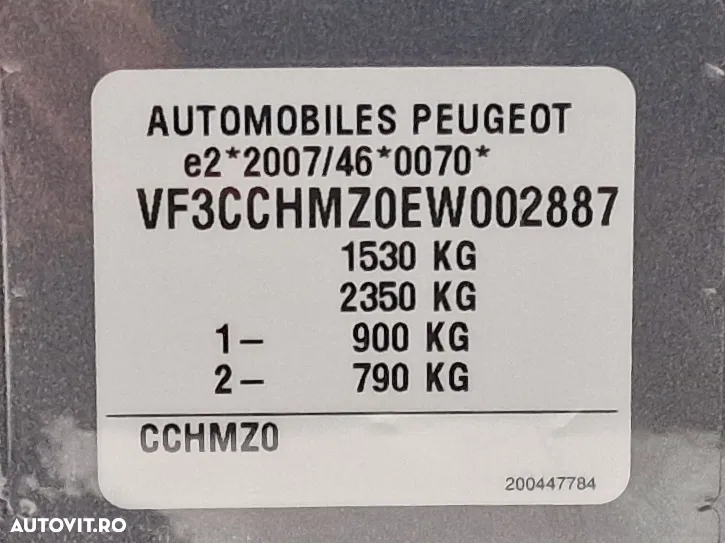 AUTOMOBILES PEUGEOT
e2*2007/46*0070*
VF3CCHMZ0EW002887
1530 KG
2350 KG
1– 900 KG
2– 790 KG
CCHMZ0
200447784
AUTOVIT.RO